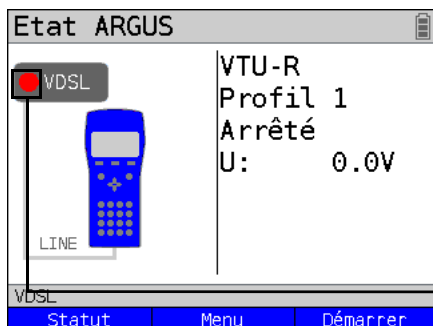 Etat ARGUS
VDSL
VTU-R
Profil 1
Arrêté
U: 0.0V
LINE
VDSL
Statut Menu Démarrer